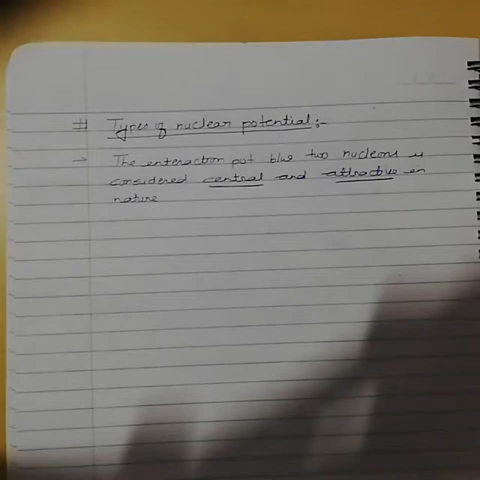 # Types of nuclear potential :-
→ The interaction pot b/w two nucleons is
considered central and attractive in
nature